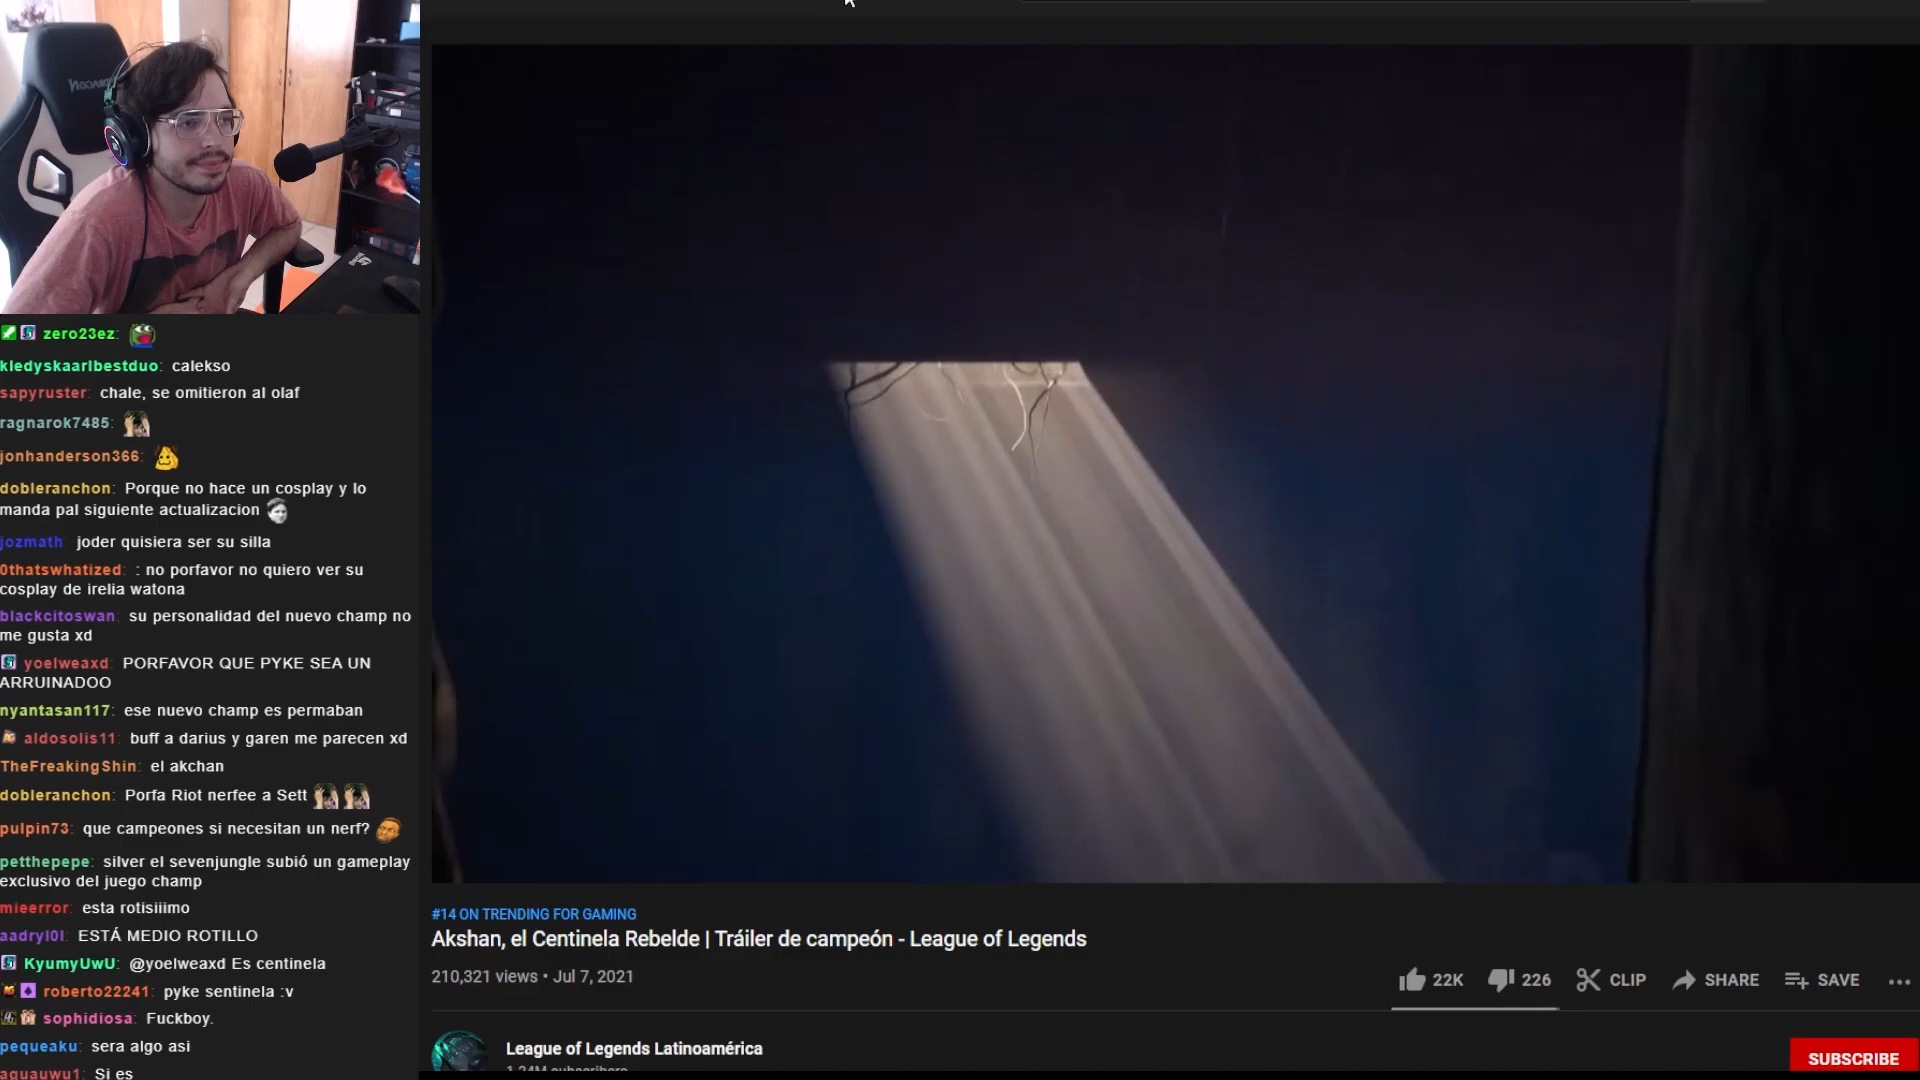 zero23ez:
kledyskaarlbestduo: calekso
sapyruster: chale, se omitieron al olaf
ragnarok7485:
jonhanderson366:
dobleranchon: Porque no hace un cosplay y lo
manda pal siguiente actualizacion
jozmath: joder quisiera ser su silla
0thatswhatized: : no porfavor no quiero ver su
cosplay de irelia watona
blackcitoswan: su personalidad del nuevo champ no
me gusta xd
yoelweaxd: PORFAVOR QUE PYKE SEA UN
ARRUINADOO
nyantasan117: ese nuevo champ es permaban
aldosolis11: buff a darius y garen me parecen xd
TheFreakingShin: el akchan
dobleranchon: Porfa Riot nerfee a Sett
pulpin73: que campeones si necesitan un nerf?
petthepepe: silver el sevenjungle subió un gameplay
exclusivo del juego champ
mieerror: esta rotisiiimo
aadryl0l: ESTÁ MEDIO ROTILLO
KyumyUwU: @yoelweaxd Es centinela
roberto22241: pyke sentinela :v
sophidiosa: Fuckboy.
pequeaku: sera algo asi
aguauwu1: Si es
#14 ON TRENDING FOR GAMING
Akshan, el Centinela Rebelde | Tráiler de campeón - League of Legends
210,321 views • Jul 7, 2021
22K 226 CLIP SHARE SAVE
League of Legends Latinoamérica
1.24M subscribers
SUBSCRIBE